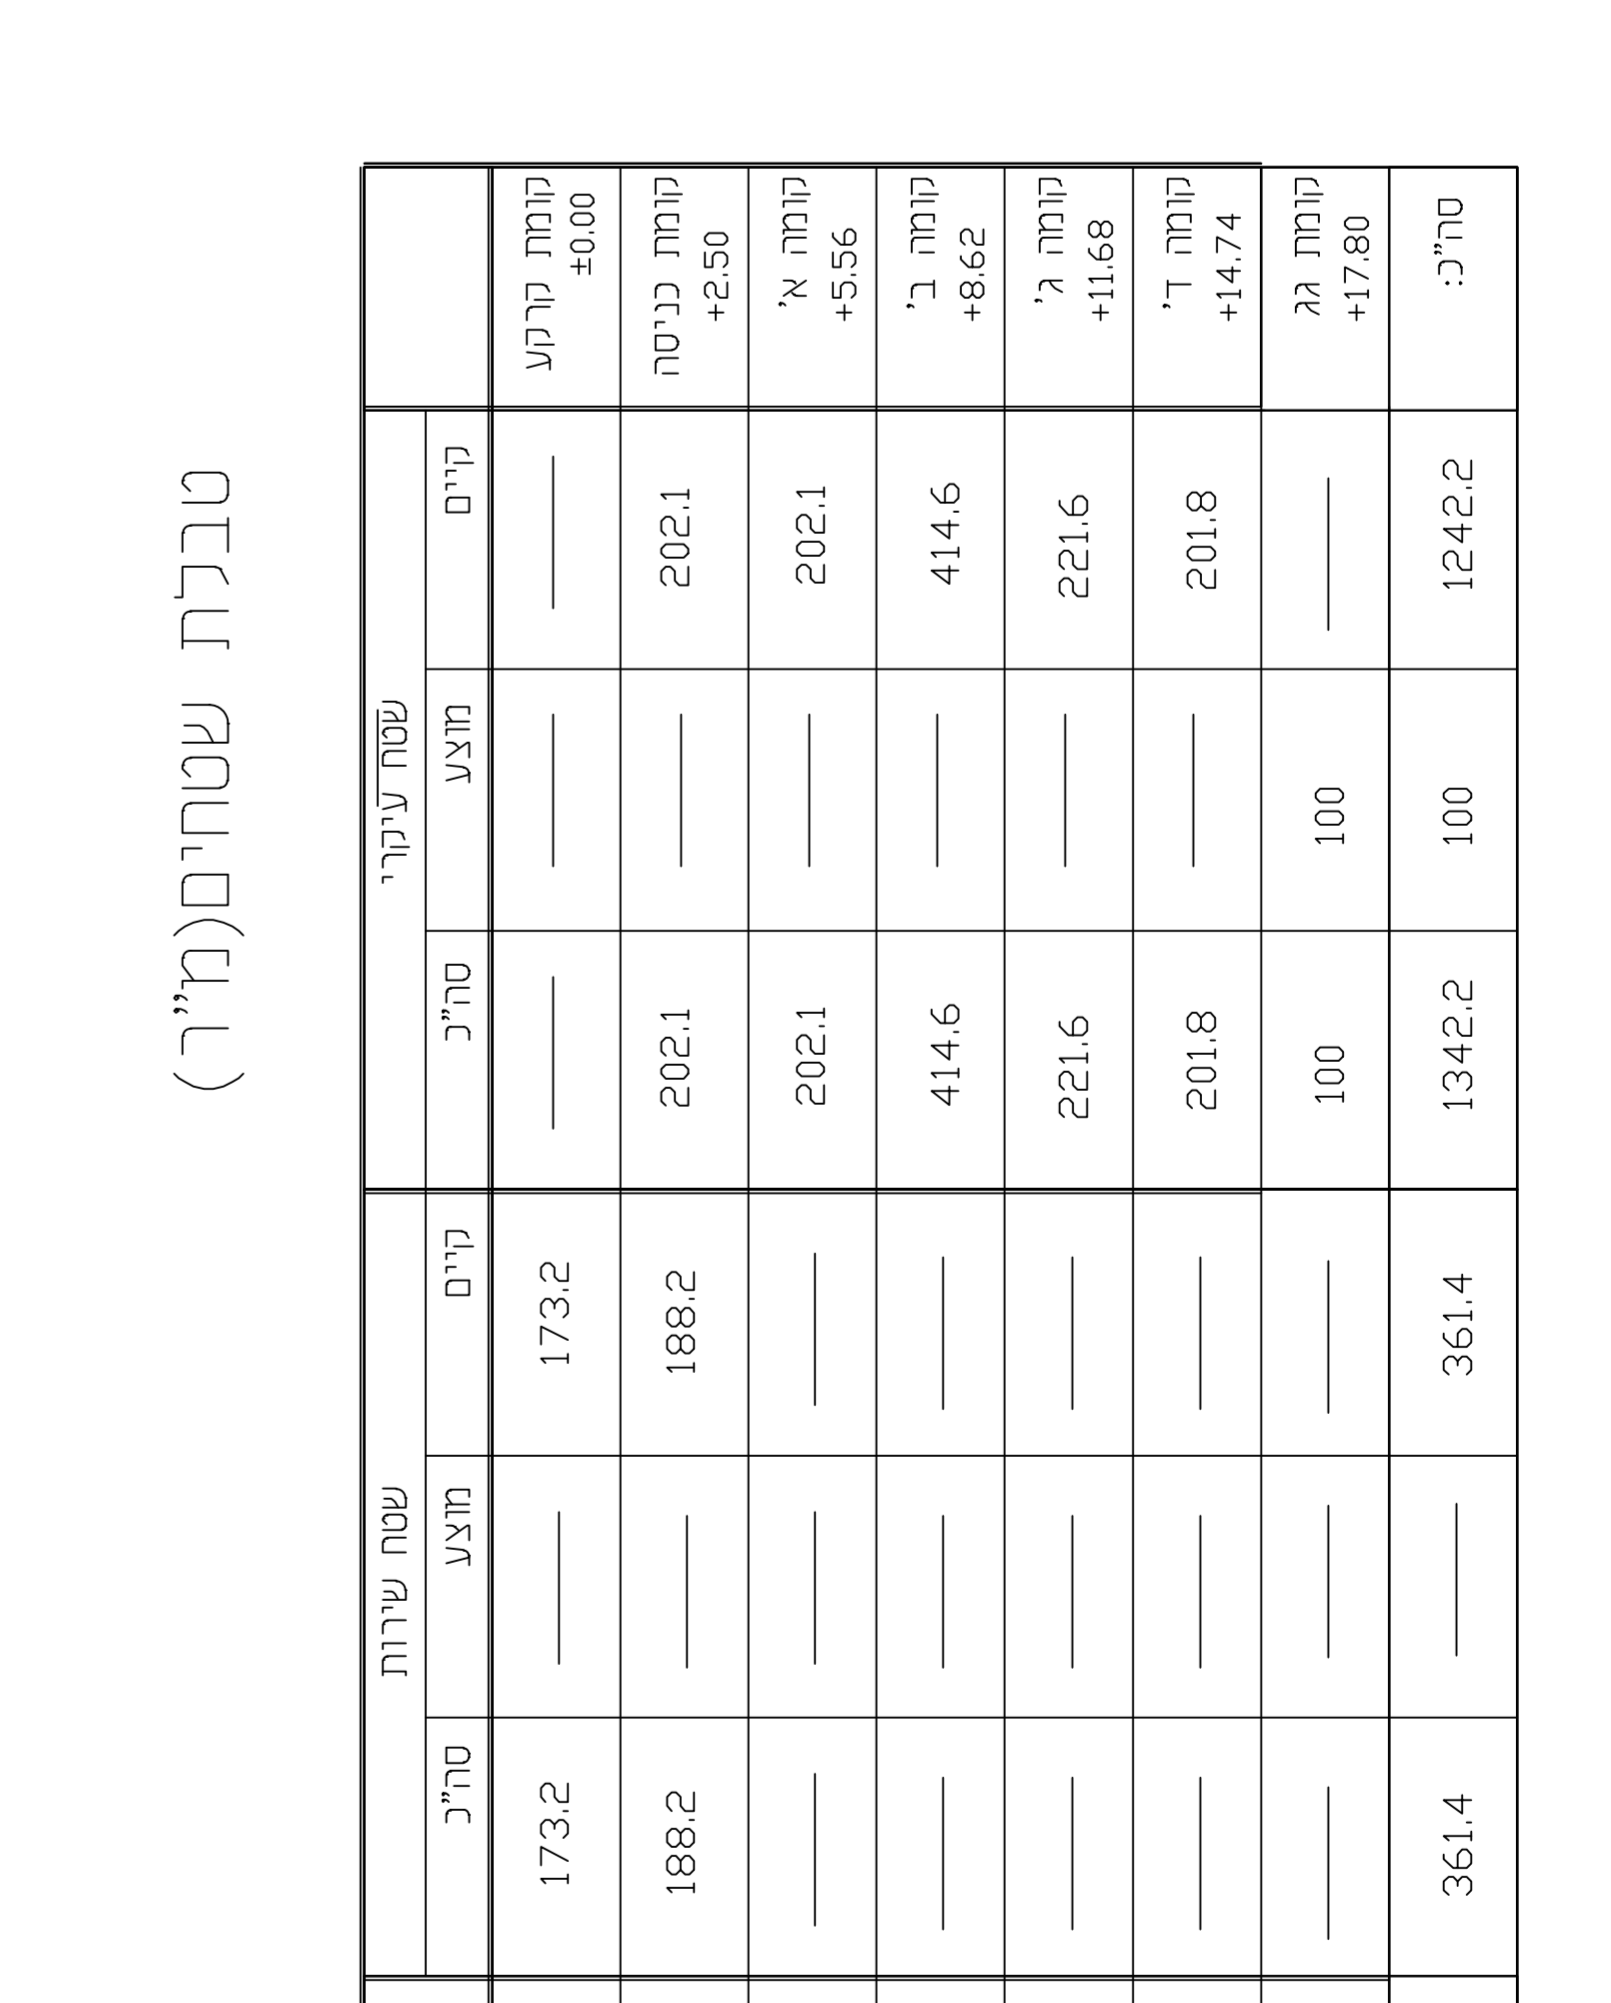 טבלת שטחים(מ"ר)
שטח עיקרי שטח שירות
קיים מוצע סה"כ קיים מוצע סה"כ
קומת קרקע
±0.00
173.2 173.2
קומת כניסה
+2.50
202.1 202.1 188.2 188.2
קומה א'
+5.56
202.1 202.1
קומה ב'
+8.62
414.6 414.6
קומה ג'
+11.68
221.6 221.6
קומה ד'
+14.74
201.8 201.8
קומת גג
+17.80
100 100
סה"כ: 1242.2 100 1342.2 361.4 361.4